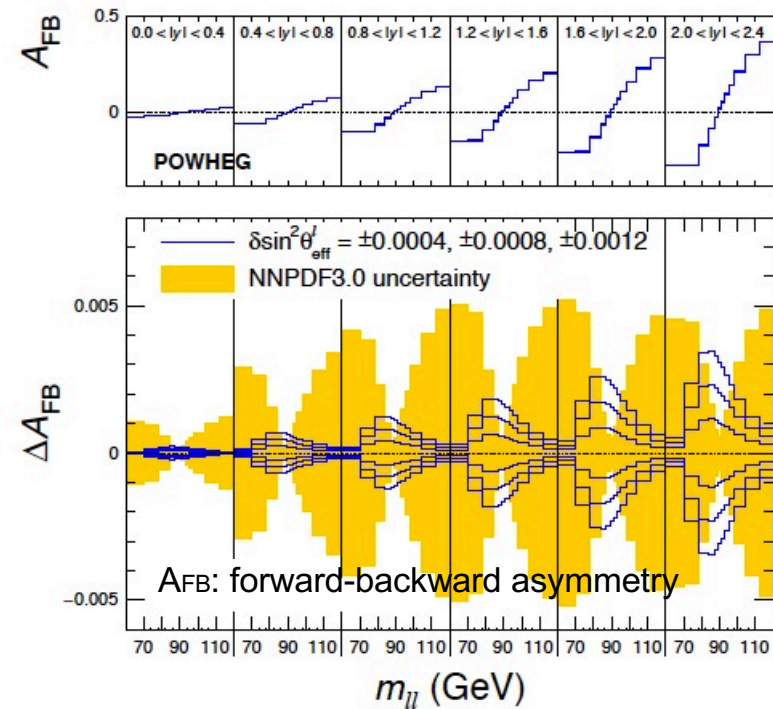 A_FB
0.5
0
0.0 < |y| < 0.4
0.4 < |y| < 0.8
0.8 < |y| < 1.2
1.2 < |y| < 1.6
1.6 < |y| < 2.0
2.0 < |y| < 2.4
POWHEG
δsin²θ^l_eff = ±0.0004, ±0.0008, ±0.0012
NNPDF3.0 uncertainty
ΔA_FB
0.005
0
−0.005
AFB: forward-backward asymmetry
70 90 110 70 90 110 70 90 110 70 90 110 70 90 110 70 90 110
m_ll (GeV)